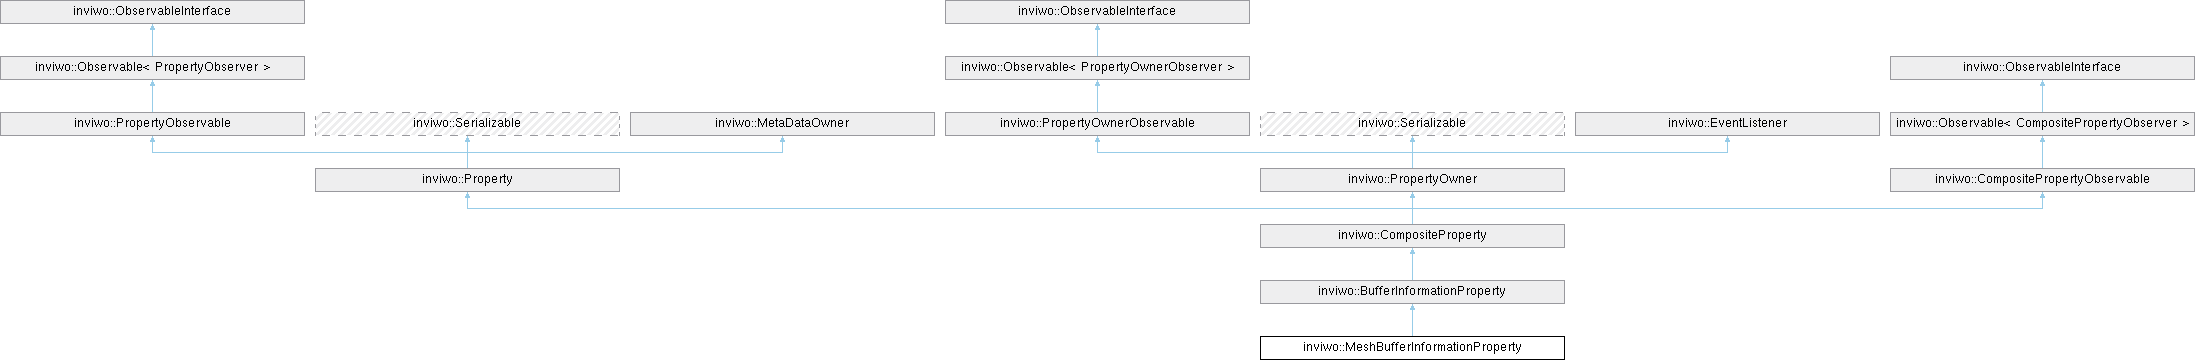 inviwo::ObservableInterface
inviwo::ObservableInterface
inviwo::Observable< PropertyObserver >
inviwo::Observable< PropertyOwnerObserver >
inviwo::ObservableInterface
inviwo::PropertyObservable
inviwo::Serializable
inviwo::MetaDataOwner
inviwo::PropertyOwnerObservable
inviwo::Serializable
inviwo::EventListener
inviwo::Observable< CompositePropertyObserver >
inviwo::Property
inviwo::PropertyOwner
inviwo::CompositePropertyObservable
inviwo::CompositeProperty
inviwo::BufferInformationProperty
inviwo::MeshBufferInformationProperty